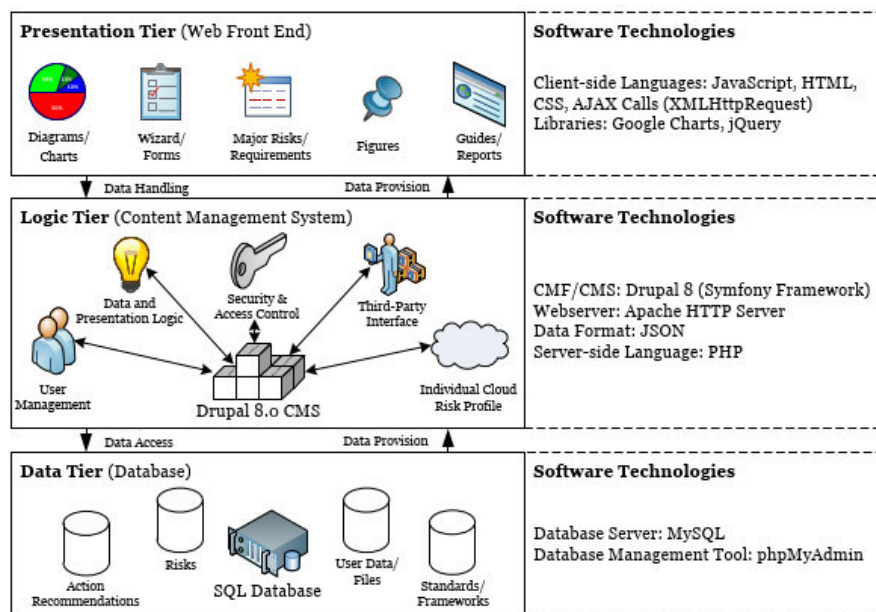 Presentation Tier (Web Front End)
Diagrams/
Charts
Wizard/
Forms
Major Risks/
Requirements
Figures
Guides/
Reports
Software Technologies
Client-side Languages: JavaScript, HTML,
CSS, AJAX Calls (XMLHttpRequest)
Libraries: Google Charts, jQuery
Data Handling
Data Provision
Logic Tier (Content Management System)
Data and
Presentation Logic
Security &
Access Control
Third-Party
Interface
User
Management
Drupal 8.0 CMS
Individual Cloud
Risk Profile
Software Technologies
CMF/CMS: Drupal 8 (Symfony Framework)
Webserver: Apache HTTP Server
Data Format: JSON
Server-side Language: PHP
Data Access
Data Provision
Data Tier (Database)
Action
Recommendations
Risks
SQL Database
User Data/
Files
Standards/
Frameworks
Software Technologies
Database Server: MySQL
Database Management Tool: phpMyAdmin